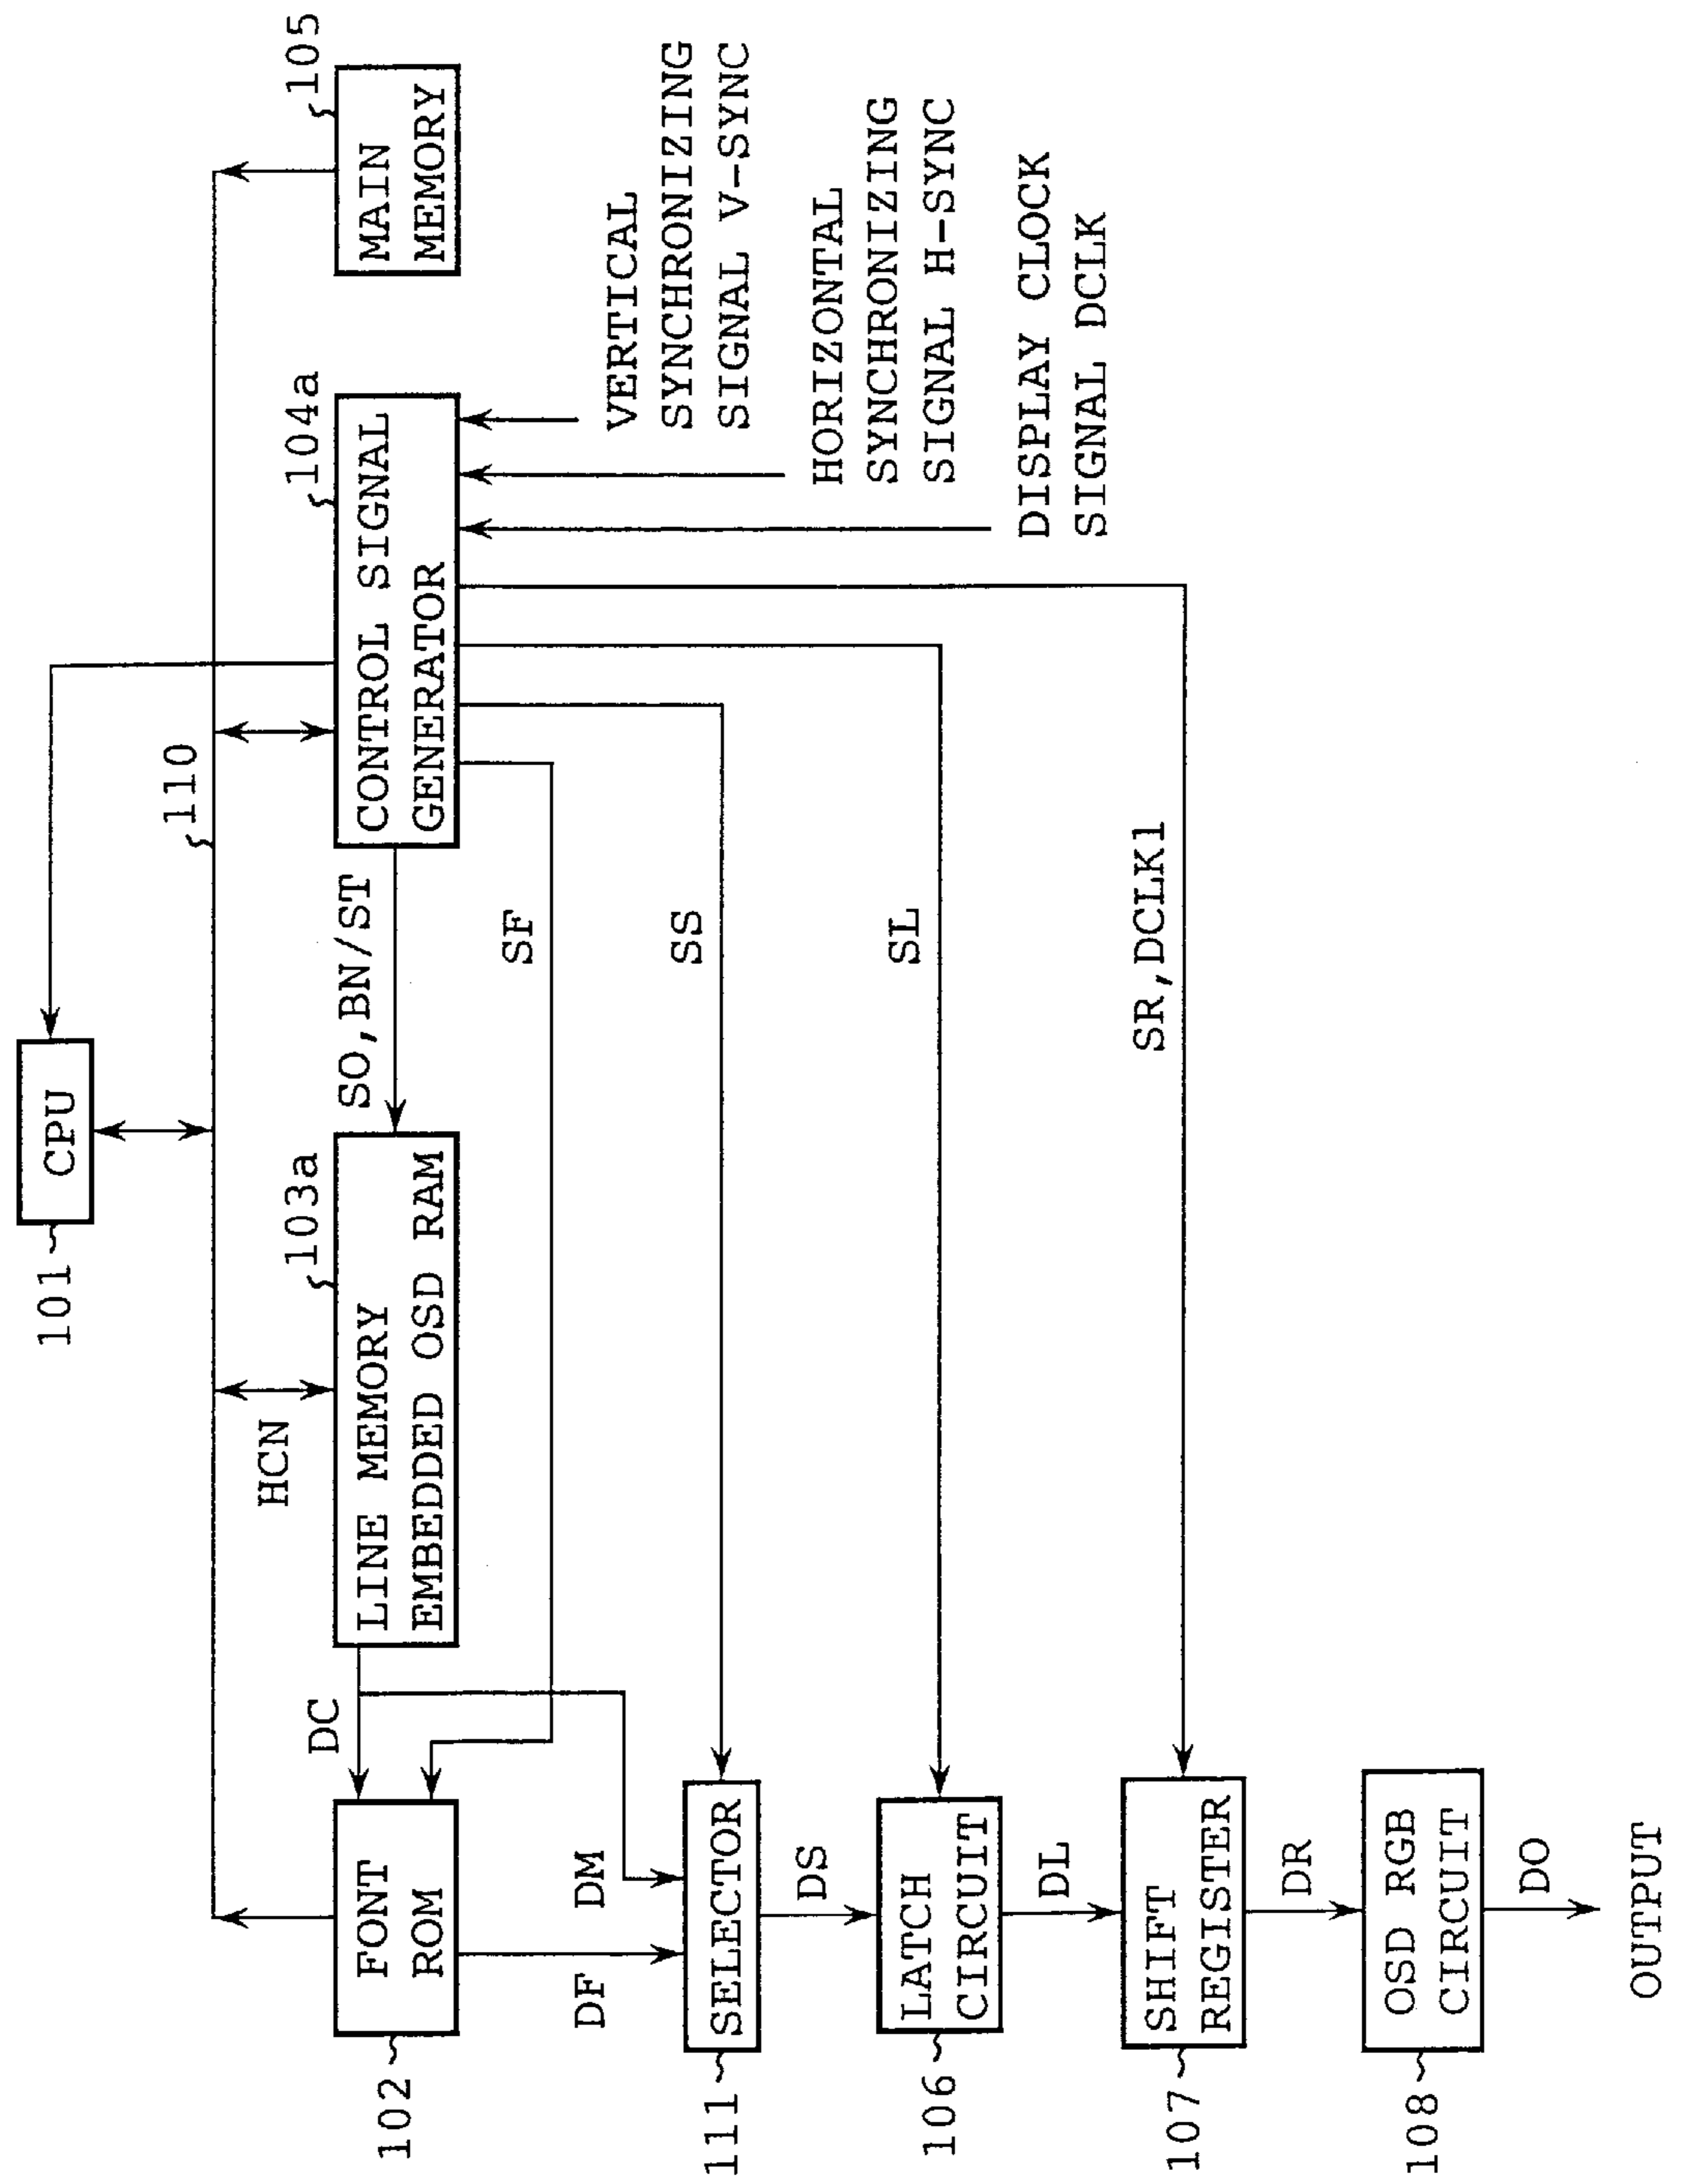 101
CPU
110
102
FONT
ROM
DC
HCN
103a
LINE MEMORY
EMBEDDED OSD RAM
SO,BN/ST
104a
CONTROL SIGNAL
GENERATOR
105
MAIN
MEMORY
SF
DF
DM
111
SELECTOR
SS
VERTICAL
SYNCHRONIZING
SIGNAL V-SYNC
DS
106
LATCH
CIRCUIT
SL
HORIZONTAL
SYNCHRONIZING
SIGNAL H-SYNC
DL
107
SHIFT
REGISTER
SR,DCLK1
DISPLAY CLOCK
SIGNAL DCLK
DR
108
OSD RGB
CIRCUIT
DO
OUTPUT